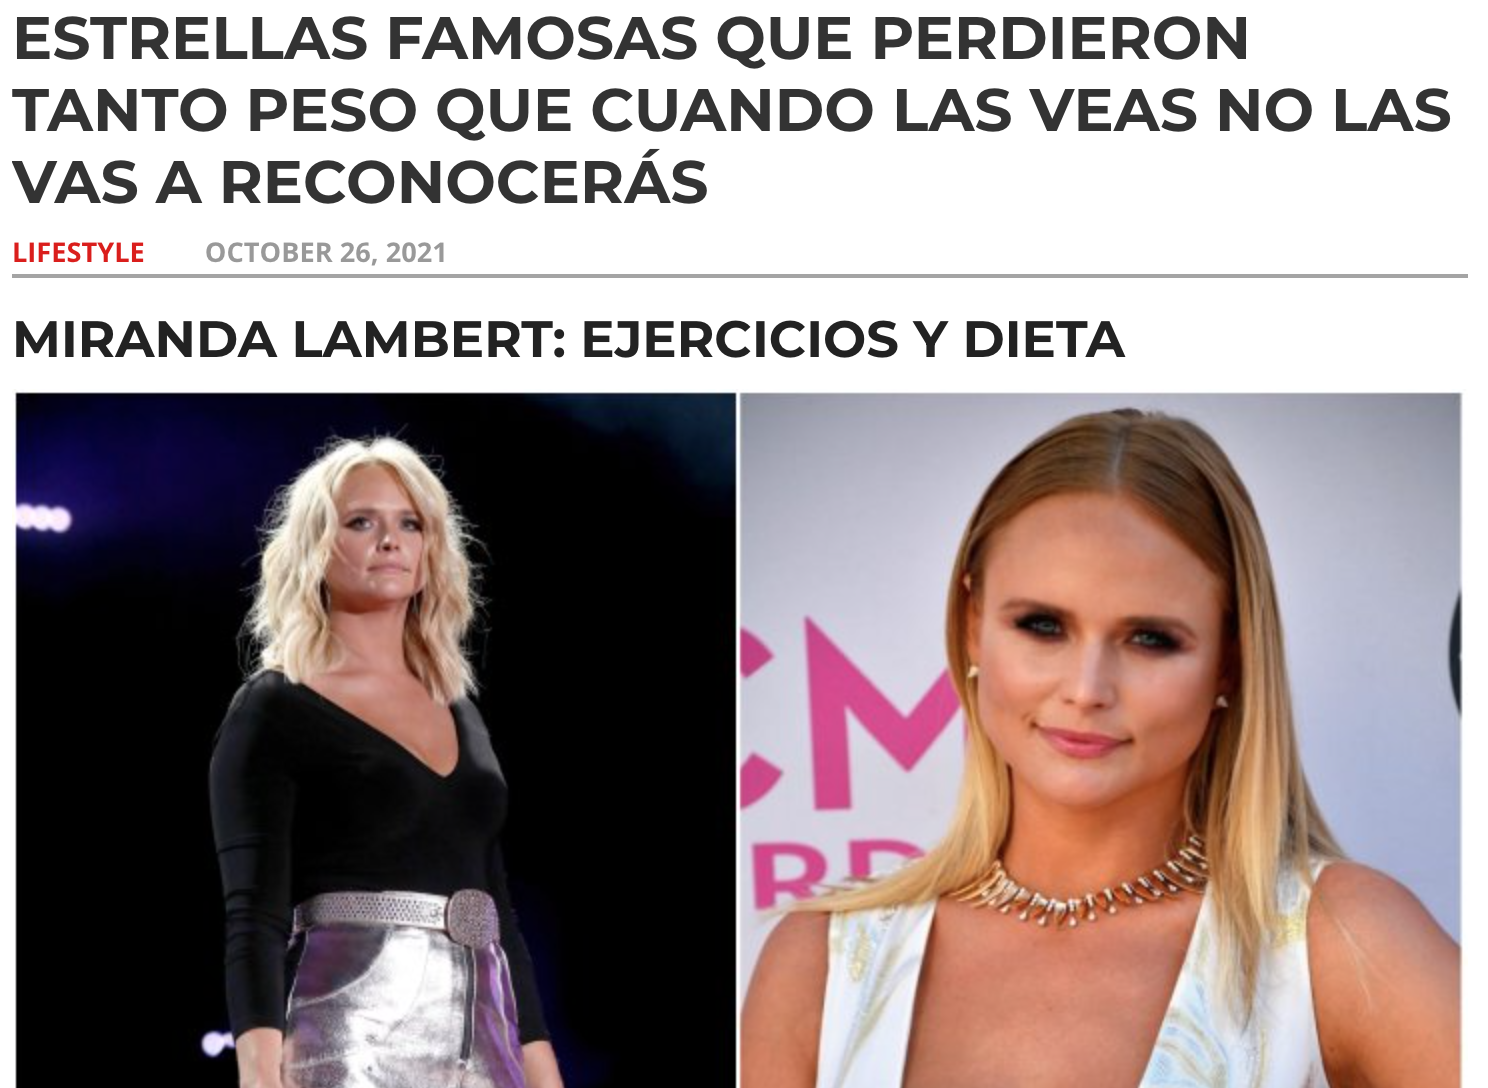 ESTRELLAS FAMOSAS QUE PERDIERON
TANTO PESO QUE CUANDO LAS VEAS NO LAS
VAS A RECONOCERÁS
LIFESTYLE OCTOBER 26, 2021
MIRANDA LAMBERT: EJERCICIOS Y DIETA
CM
RD